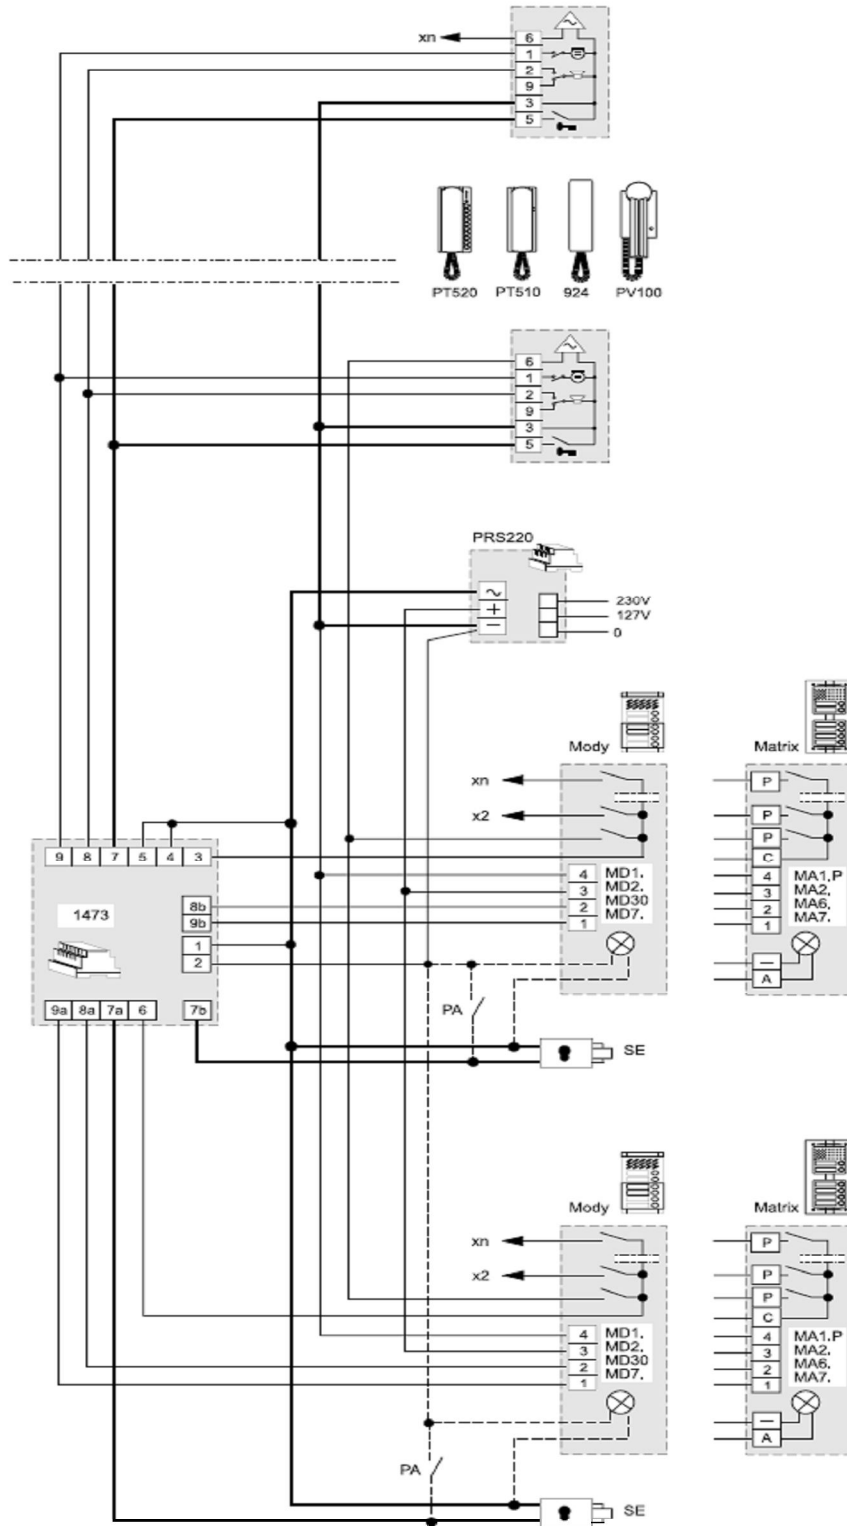 xn
6
1
2
9
3
5
PT520 PT510 924 PV100
6
1
2
9
3
5
PRS220
∼
+
−
230V
127V
0
Mody Matrix
xn
x2
P
P
P
C
4 MD1.
3 MD2.
2 MD30
1 MD7.
4 MA1.P
3 MA2.
2 MA6.
1 MA7.
—
A
9 8 7 5 4 3
1473
8b
9b
1
2
9a 8a 7a 6 7b
PA
SE
Mody Matrix
xn
x2
P
P
P
C
4 MD1.
3 MD2.
2 MD30
1 MD7.
4 MA1.P
3 MA2.
2 MA6.
1 MA7.
—
A
PA
SE